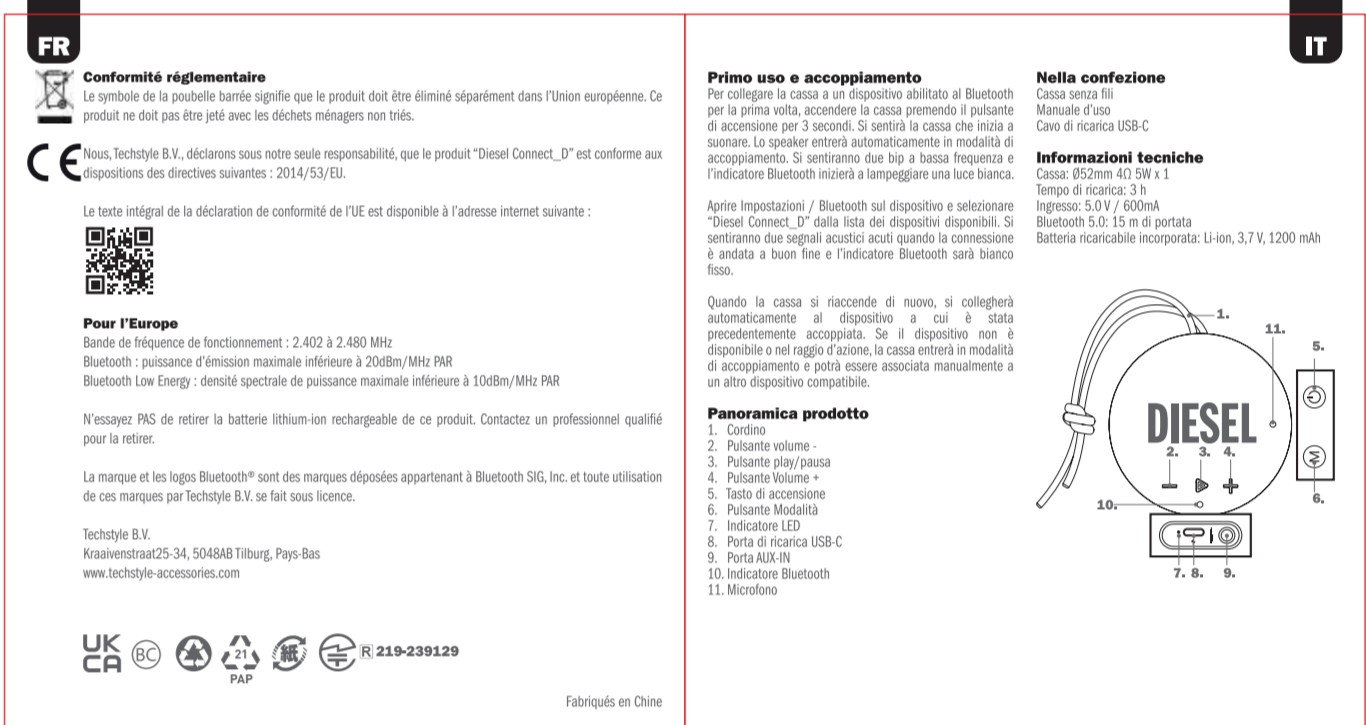 FR
Conformité réglementaire
Le symbole de la poubelle barrée signifie que le produit doit être éliminé séparément dans l’Union européenne. Ce
produit ne doit pas être jeté avec les déchets ménagers non triés.
CE
Nous, Techstyle B.V., déclarons sous notre seule responsabilité, que le produit “Diesel Connect_D” est conforme aux
dispositions des directives suivantes : 2014/53/EU.
Le texte intégral de la déclaration de conformité de l’UE est disponible à l’adresse internet suivante :
Pour l’Europe
Bande de fréquence de fonctionnement : 2.402 à 2.480 MHz
Bluetooth : puissance d’émission maximale inférieure à 20dBm/MHz PAR
Bluetooth Low Energy : densité spectrale de puissance maximale inférieure à 10dBm/MHz PAR
N’essayez PAS de retirer la batterie lithium-ion rechargeable de ce produit. Contactez un professionnel qualifié
pour la retirer.
La marque et les logos Bluetooth® sont des marques déposées appartenant à Bluetooth SIG, Inc. et toute utilisation
de ces marques par Techstyle B.V. se fait sous licence.
Techstyle B.V.
Kraaivenstraat25-34, 5048AB Tilburg, Pays-Bas
www.techstyle-accessories.com
UK
CA
BC
21
PAP
紙
R 219-239129
Fabriqués en Chine
IT
Primo uso e accoppiamento
Per collegare la cassa a un dispositivo abilitato al Bluetooth
per la prima volta, accendere la cassa premendo il pulsante
di accensione per 3 secondi. Si sentirà la cassa che inizia a
suonare. Lo speaker entrerà automaticamente in modalità di
accoppiamento. Si sentiranno due bip a bassa frequenza e
l’indicatore Bluetooth inizierà a lampeggiare una luce bianca.
Aprire Impostazioni / Bluetooth sul dispositivo e selezionare
“Diesel Connect_D” dalla lista dei dispositivi disponibili. Si
sentiranno due segnali acustici acuti quando la connessione
è andata a buon fine e l’indicatore Bluetooth sarà bianco
fisso.
Quando la cassa si riaccende di nuovo, si collegherà
automaticamente al dispositivo a cui è stata
precedentemente accoppiata. Se il dispositivo non è
disponibile o nel raggio d’azione, la cassa entrerà in modalità
di accoppiamento e potrà essere associata manualmente a
un altro dispositivo compatibile.
Panoramica prodotto
1. Cordino
2. Pulsante volume -
3. Pulsante play/pausa
4. Pulsante Volume +
5. Tasto di accensione
6. Pulsante Modalità
7. Indicatore LED
8. Porta di ricarica USB-C
9. Porta AUX-IN
10. Indicatore Bluetooth
11. Microfono
Nella confezione
Cassa senza fili
Manuale d’uso
Cavo di ricarica USB-C
Informazioni tecniche
Cassa: Ø52mm 4Ω 5W x 1
Tempo di ricarica: 3 h
Ingresso: 5.0 V / 600mA
Bluetooth 5.0: 15 m di portata
Batteria ricaricabile incorporata: Li-ion, 3,7 V, 1200 mAh
1.
11.
5.
DIESEL
2. 3. 4.
M
6.
10.
7. 8. 9.